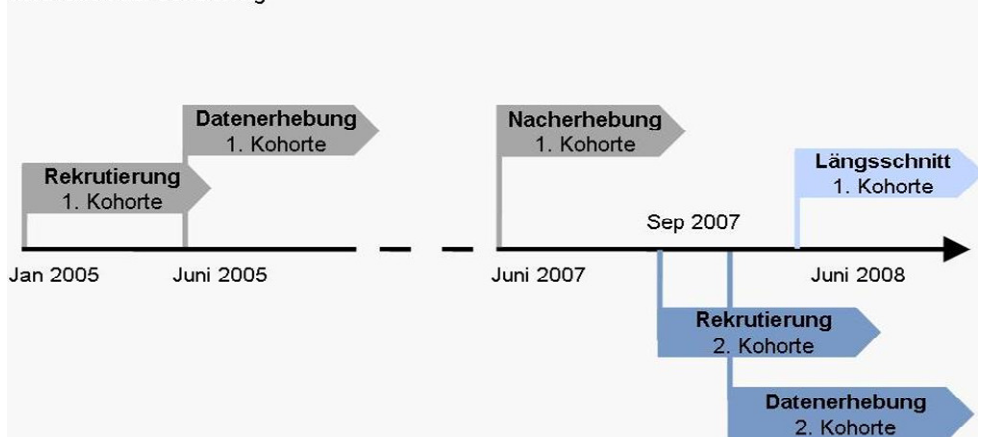 Datenerhebung
1. Kohorte
Nacherhebung
1. Kohorte
Rekrutierung
1. Kohorte
Längsschnitt
1. Kohorte
Sep 2007
Jan 2005
Juni 2005
Juni 2007
Juni 2008
Rekrutierung
2. Kohorte
Datenerhebung
2. Kohorte